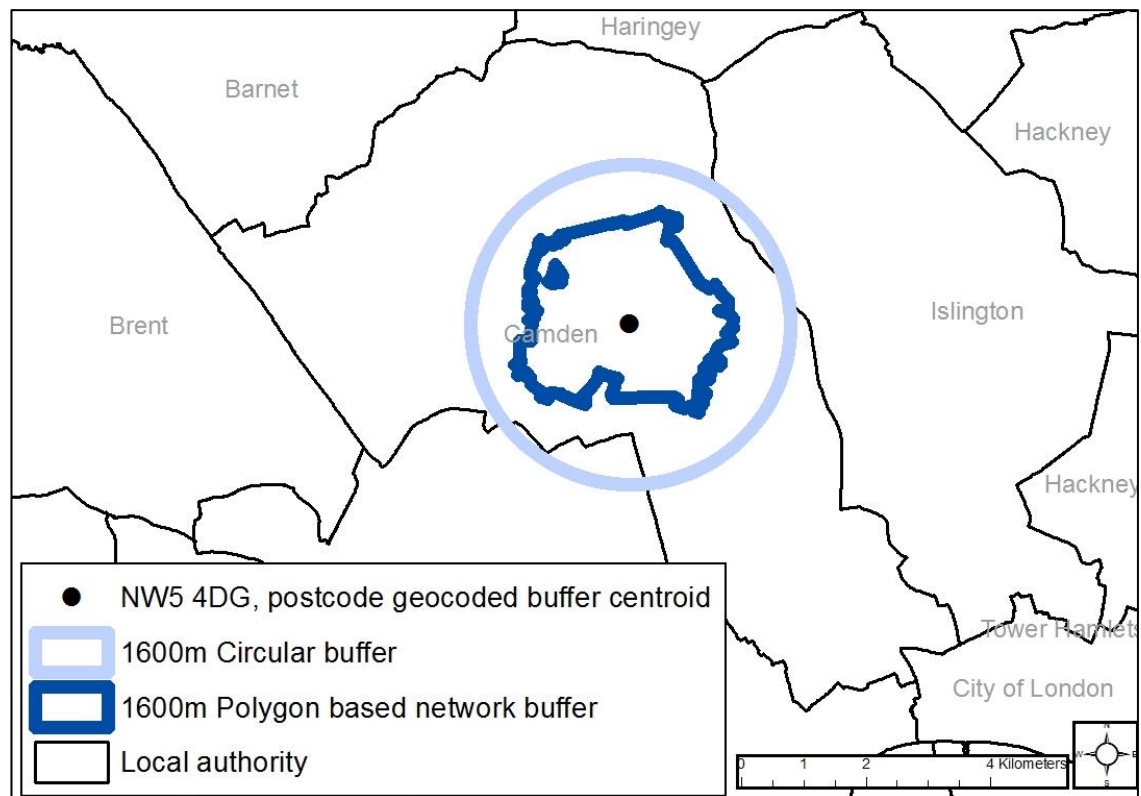 Haringey
Barnet
Hackney
Islington
Brent
Camden
Hackney
NW5 4DG, postcode geocoded buffer centroid
1600m Circular buffer
1600m Polygon based network buffer
Local authority
Tower Hamlets
City of London
0 1 2 4 Kilometers
N
W E
S